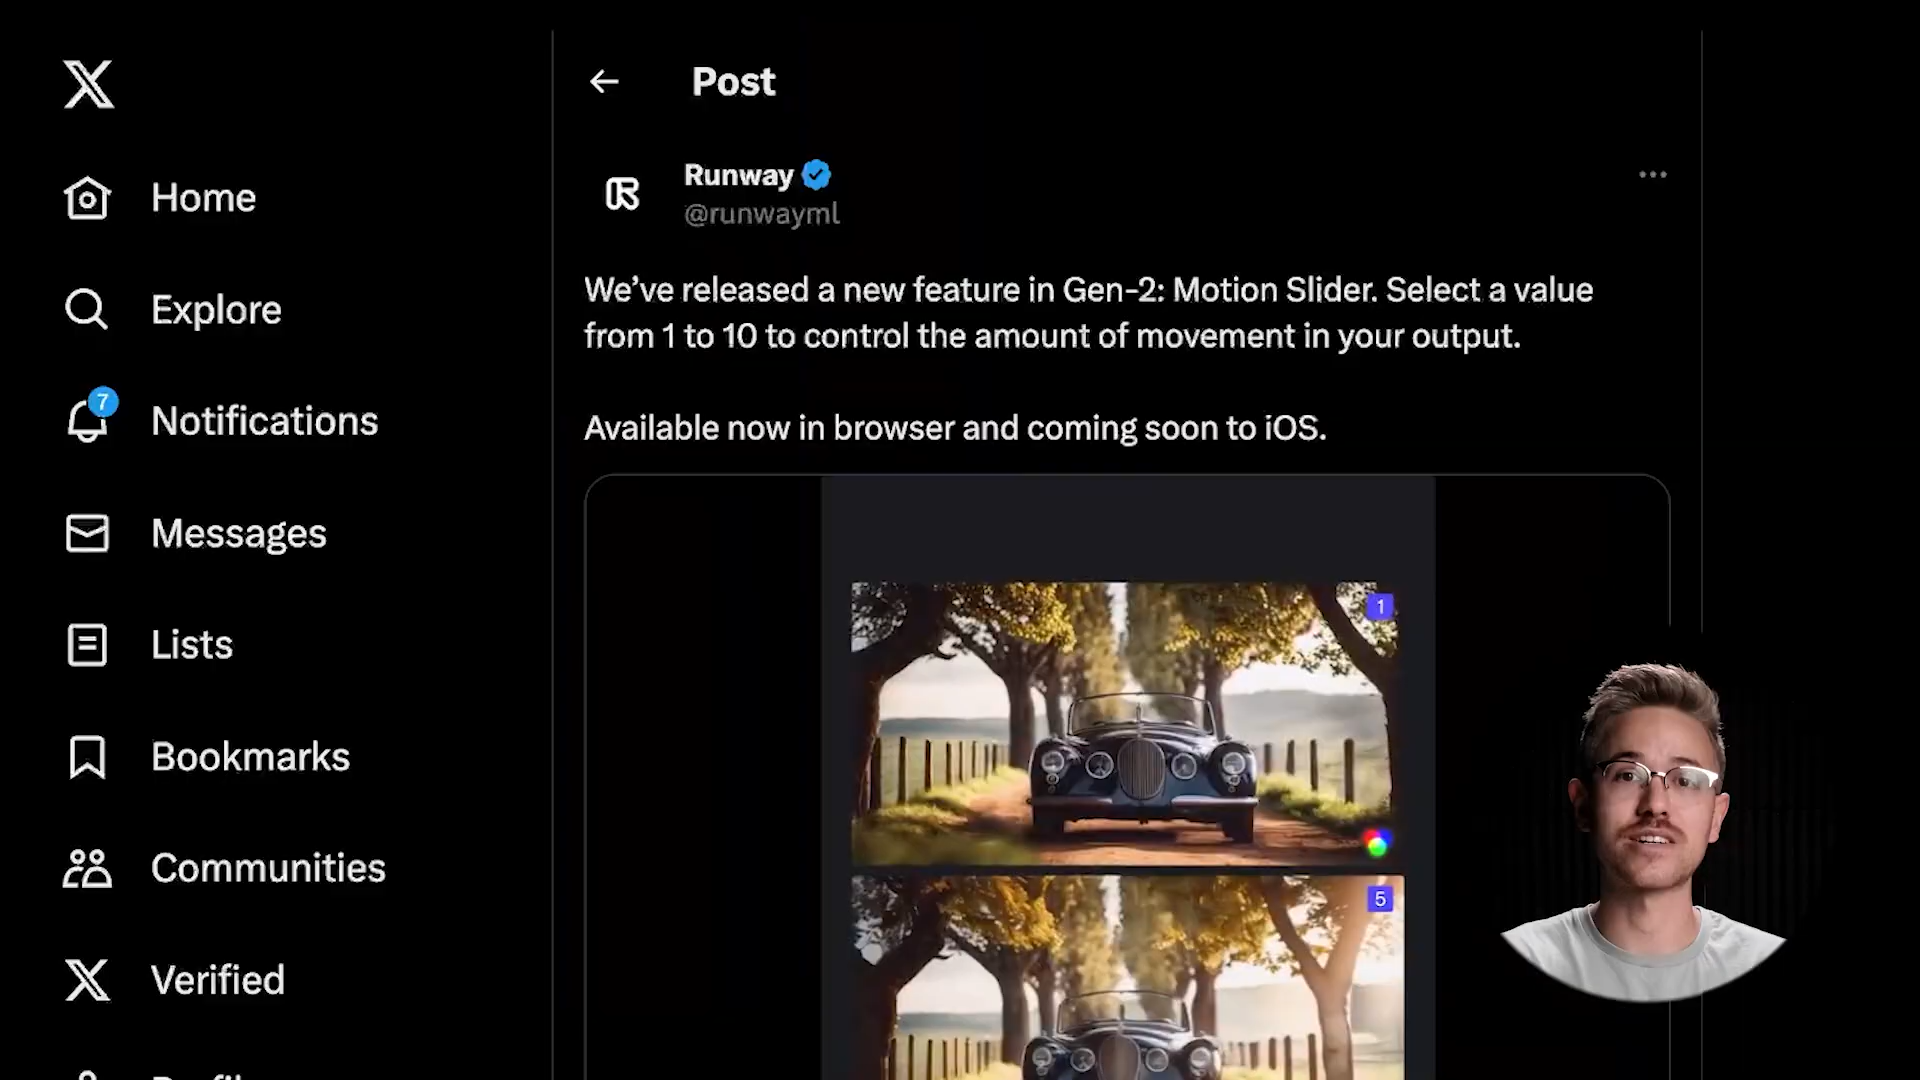 Post
Runway
@runwayml
Home
Explore
7
Notifications
Messages
Lists
Bookmarks
Communities
Verified
We've released a new feature in Gen-2: Motion Slider. Select a value
from 1 to 10 to control the amount of movement in your output.
Available now in browser and coming soon to iOS.
1
5